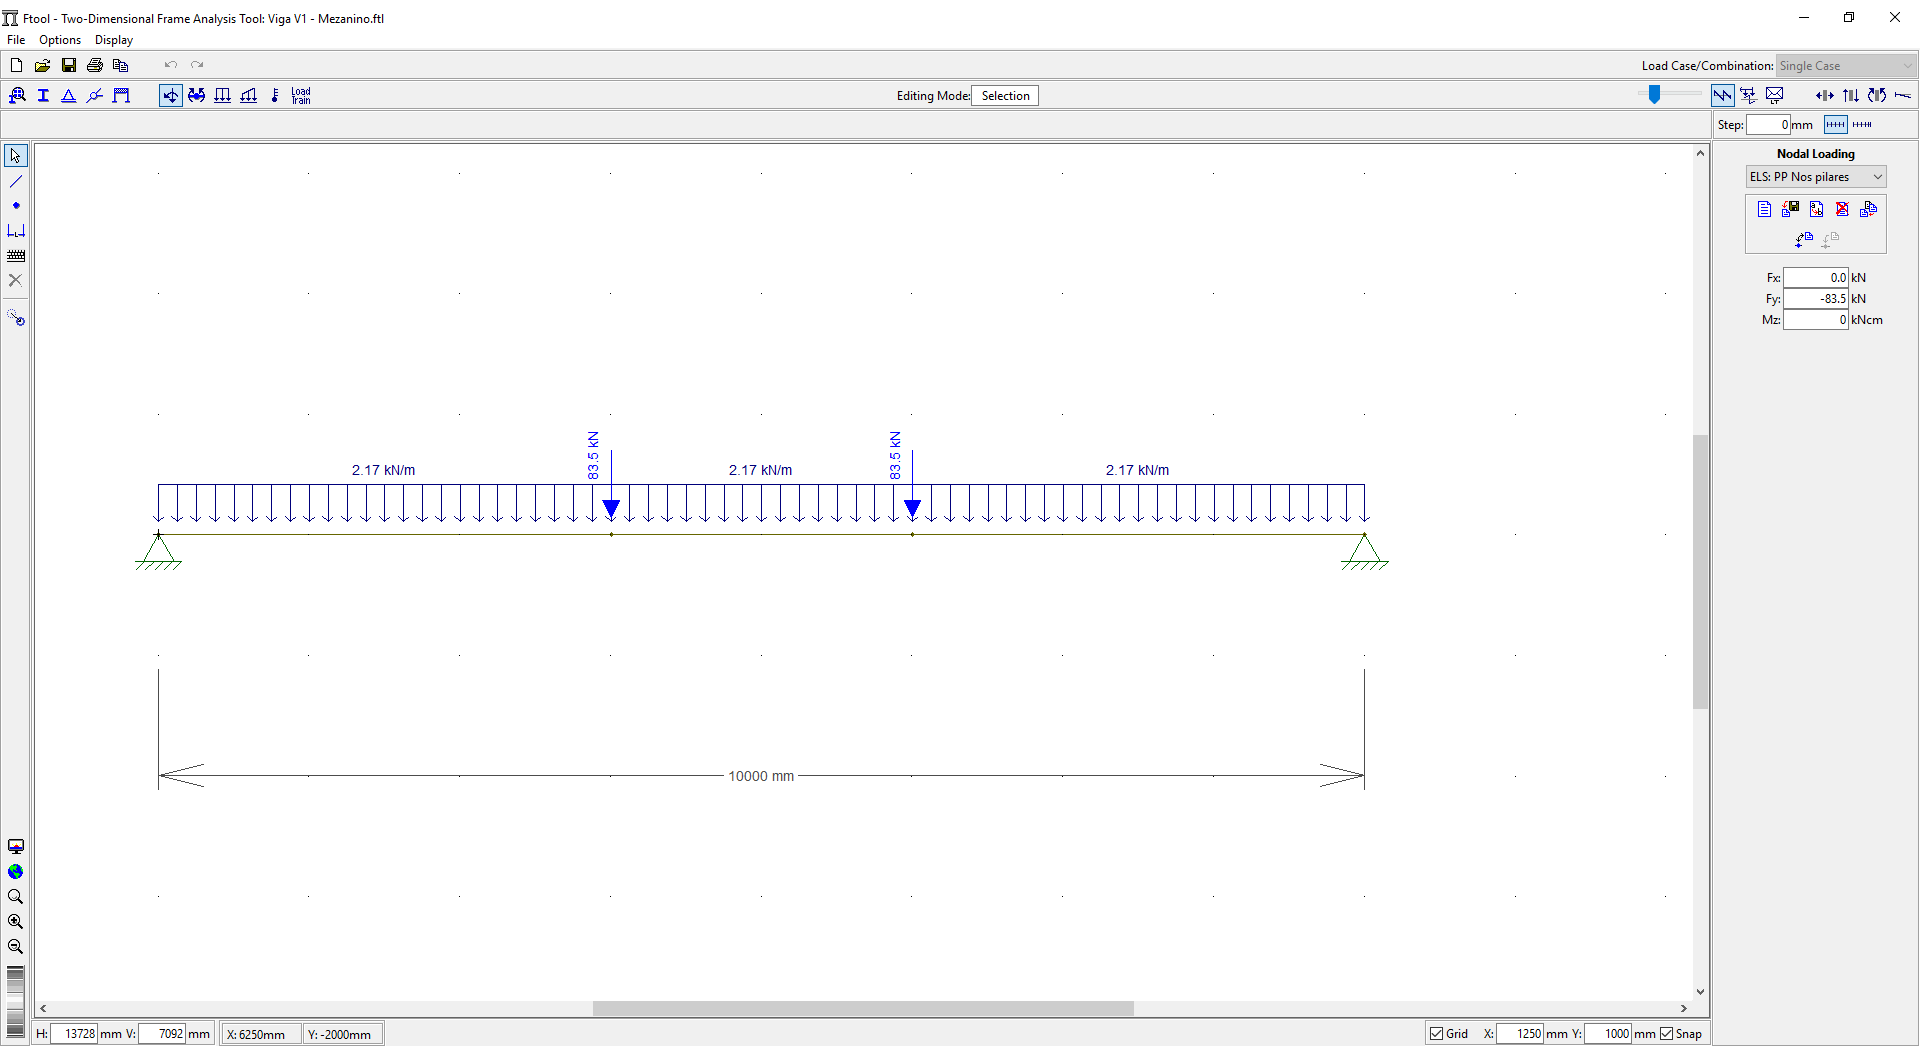 Ftool - Two-Dimensional Frame Analysis Tool: Viga V1 - Mezanino.ftl
File Options Display
Load Case/Combination: Single Case
Load Train
Editing Mode: Selection
Step: 0 mm
Nodal Loading
ELS: PP Nos pilares
Fx: 0.0 kN
Fy: -83.5 kN
Mz: 0 kNcm
83.5 kN 83.5 kN
2.17 kN/m 2.17 kN/m 2.17 kN/m
10000 mm
H: 13728 mm V: 7092 mm X: 6250mm Y: -2000mm Grid X: 1250 mm Y: 1000 mm Snap